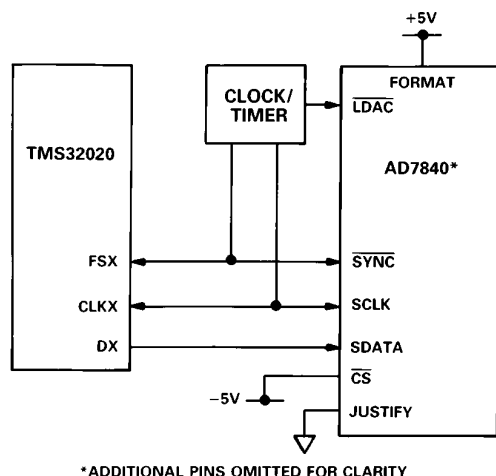 +5V
FORMAT
CLOCK/
TIMER
LDAC
TMS32020
AD7840*
FSX
SYNC
CLKX
SCLK
DX
SDATA
CS
−5V
JUSTIFY
*ADDITIONAL PINS OMITTED FOR CLARITY